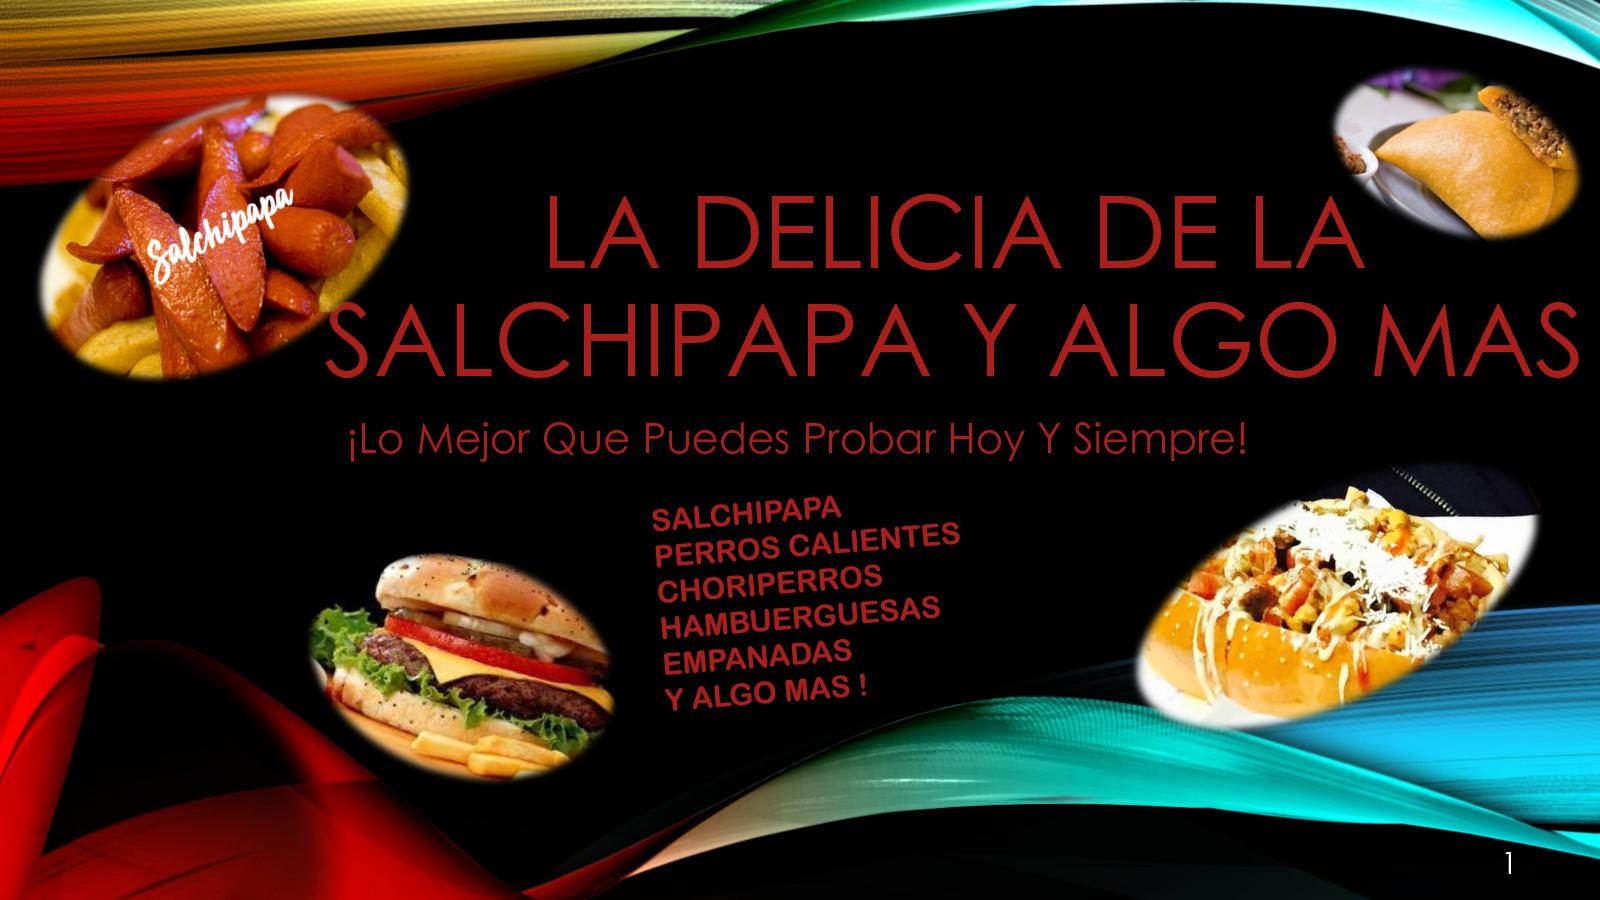 Salchipapa
LA DELICIA DE LA
SALCHIPAPA Y ALGO MAS
¡Lo Mejor Que Puedes Probar Hoy Y Siempre!
SALCHIPAPA
PERROS CALIENTES
CHORIPERROS
HAMBUERGUESAS
EMPANADAS
Y ALGO MAS !
1